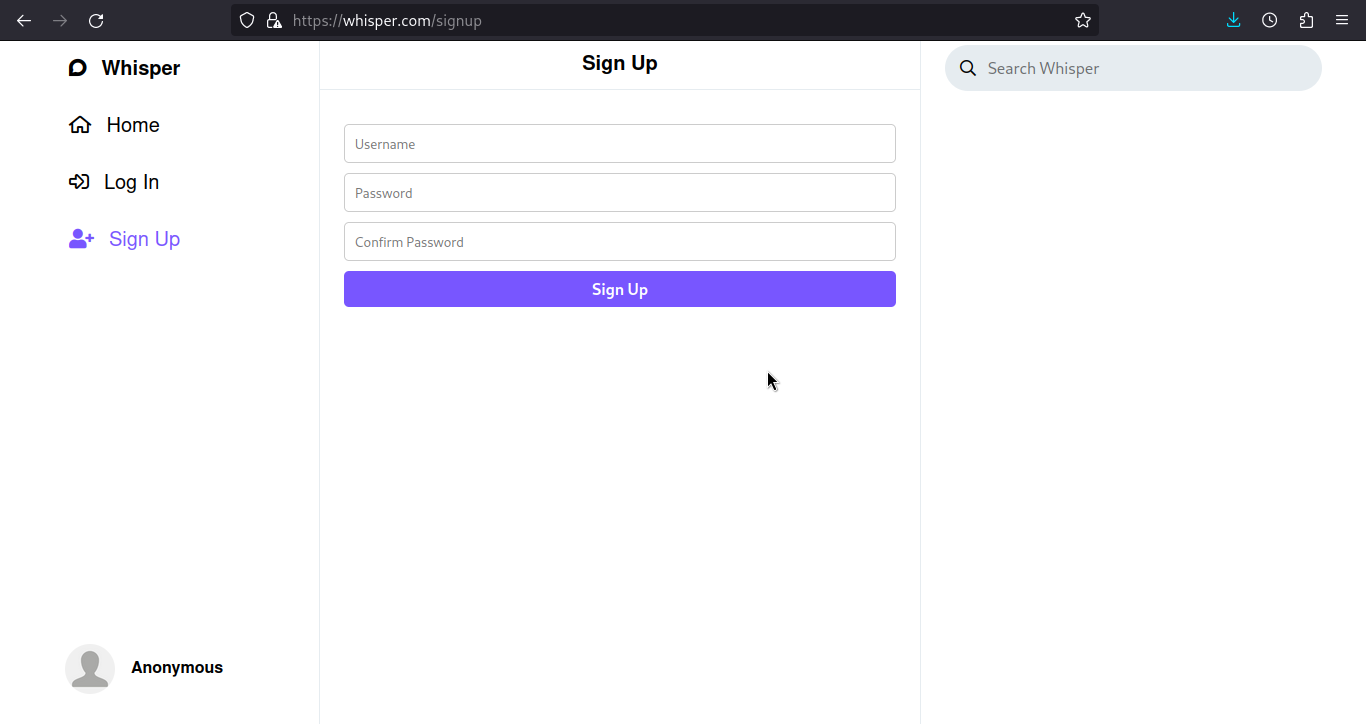 https://whisper.com/signup
Whisper
Home
Log In
Sign Up
Anonymous
Sign Up
Username
Password
Confirm Password
Sign Up
Search Whisper